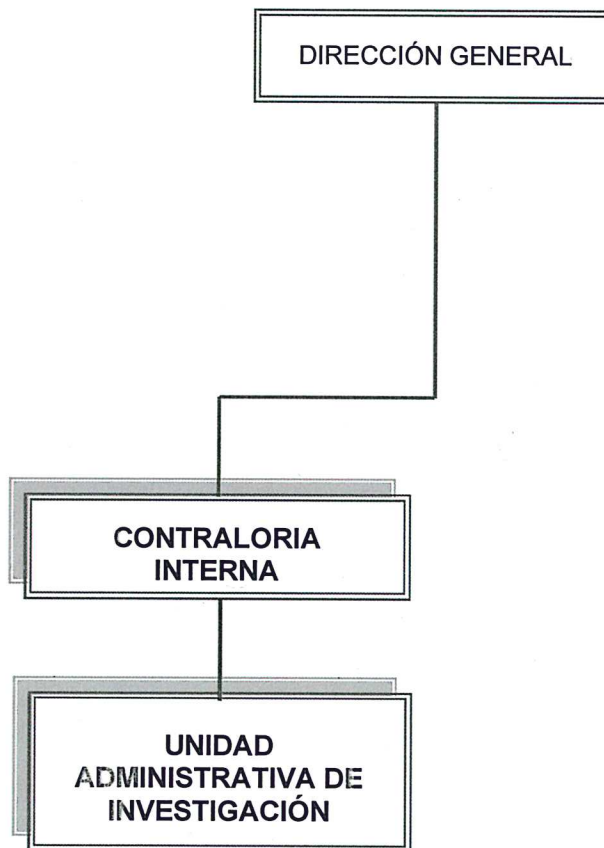 DIRECCIÓN GENERAL
CONTRALORIA
INTERNA
UNIDAD
ADMINISTRATIVA DE
INVESTIGACIÓN